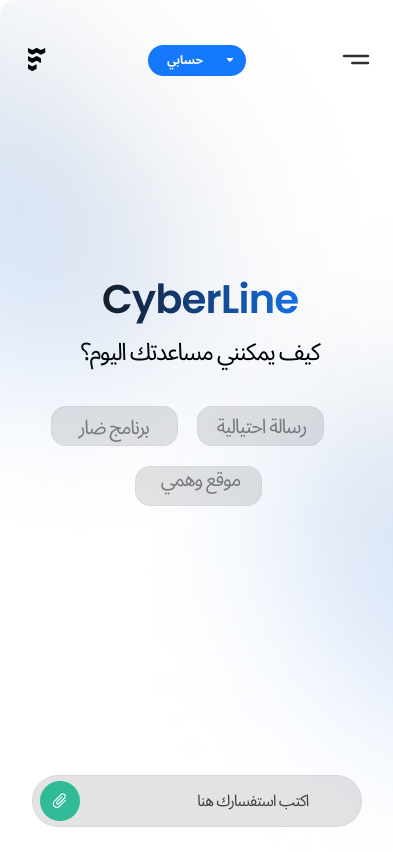 حسابي
CyberLine
كيف يمكنني مساعدتك اليوم؟
رسالة احتيالية
برنامج ضار
موقع وهمي
اكتب استفسارك هنا